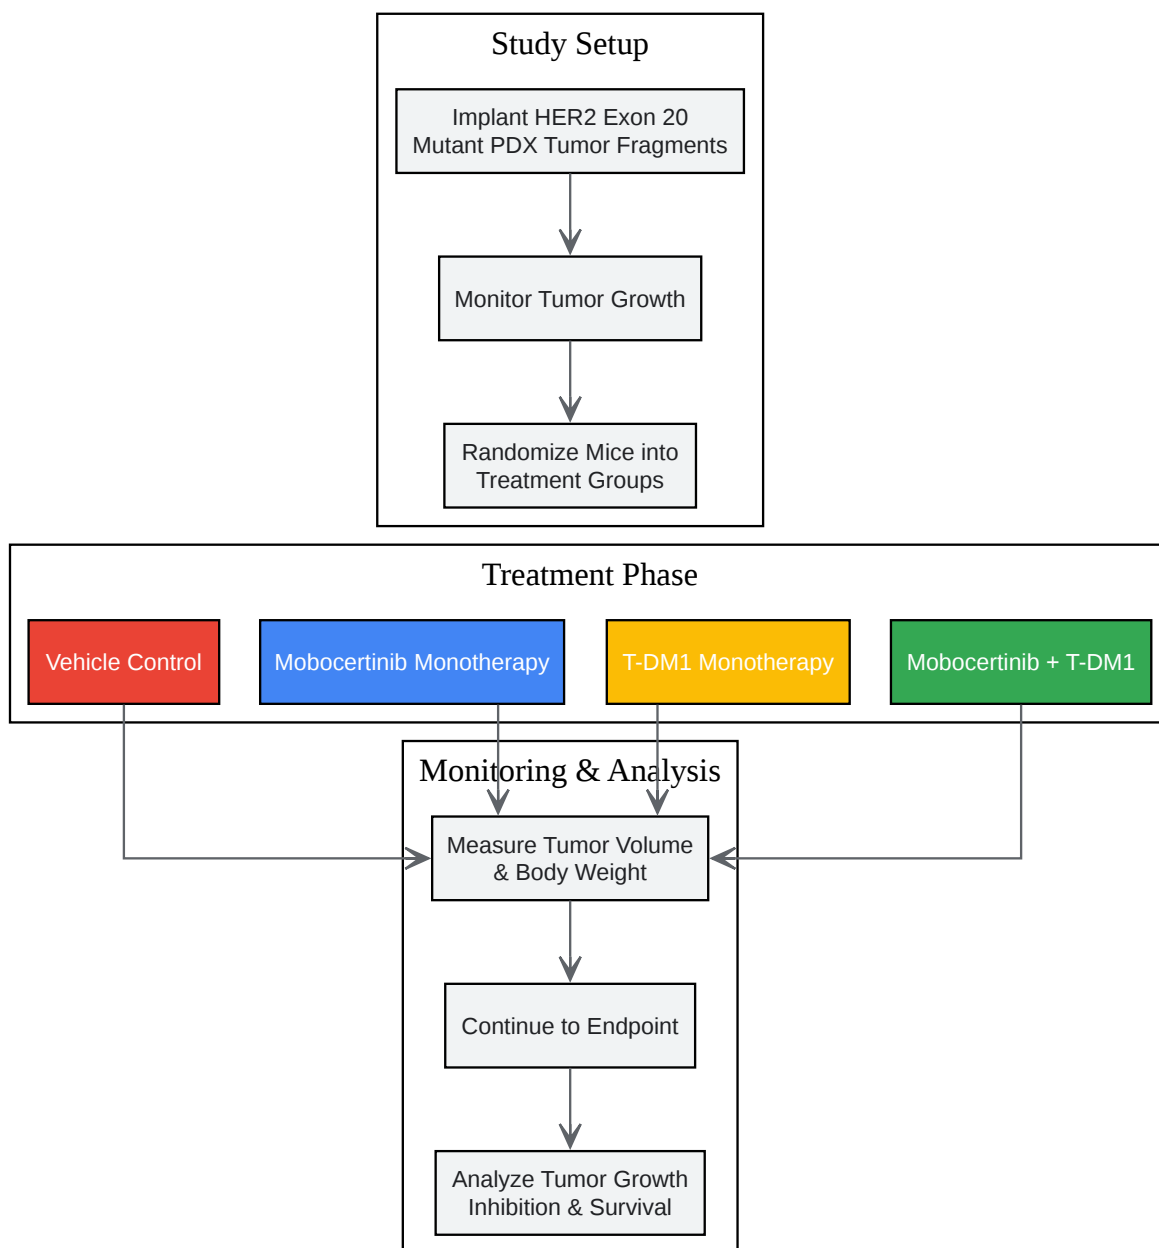 Study Setup
Implant HER2 Exon 20
Mutant PDX Tumor Fragments
Monitor Tumor Growth
Randomize Mice into
Treatment Groups
Treatment Phase
Vehicle Control
Mobocertinib Monotherapy
T-DM1 Monotherapy
Mobocertinib + T-DM1
Monitoring & Analysis
Measure Tumor Volume
& Body Weight
Continue to Endpoint
Analyze Tumor Growth
Inhibition & Survival